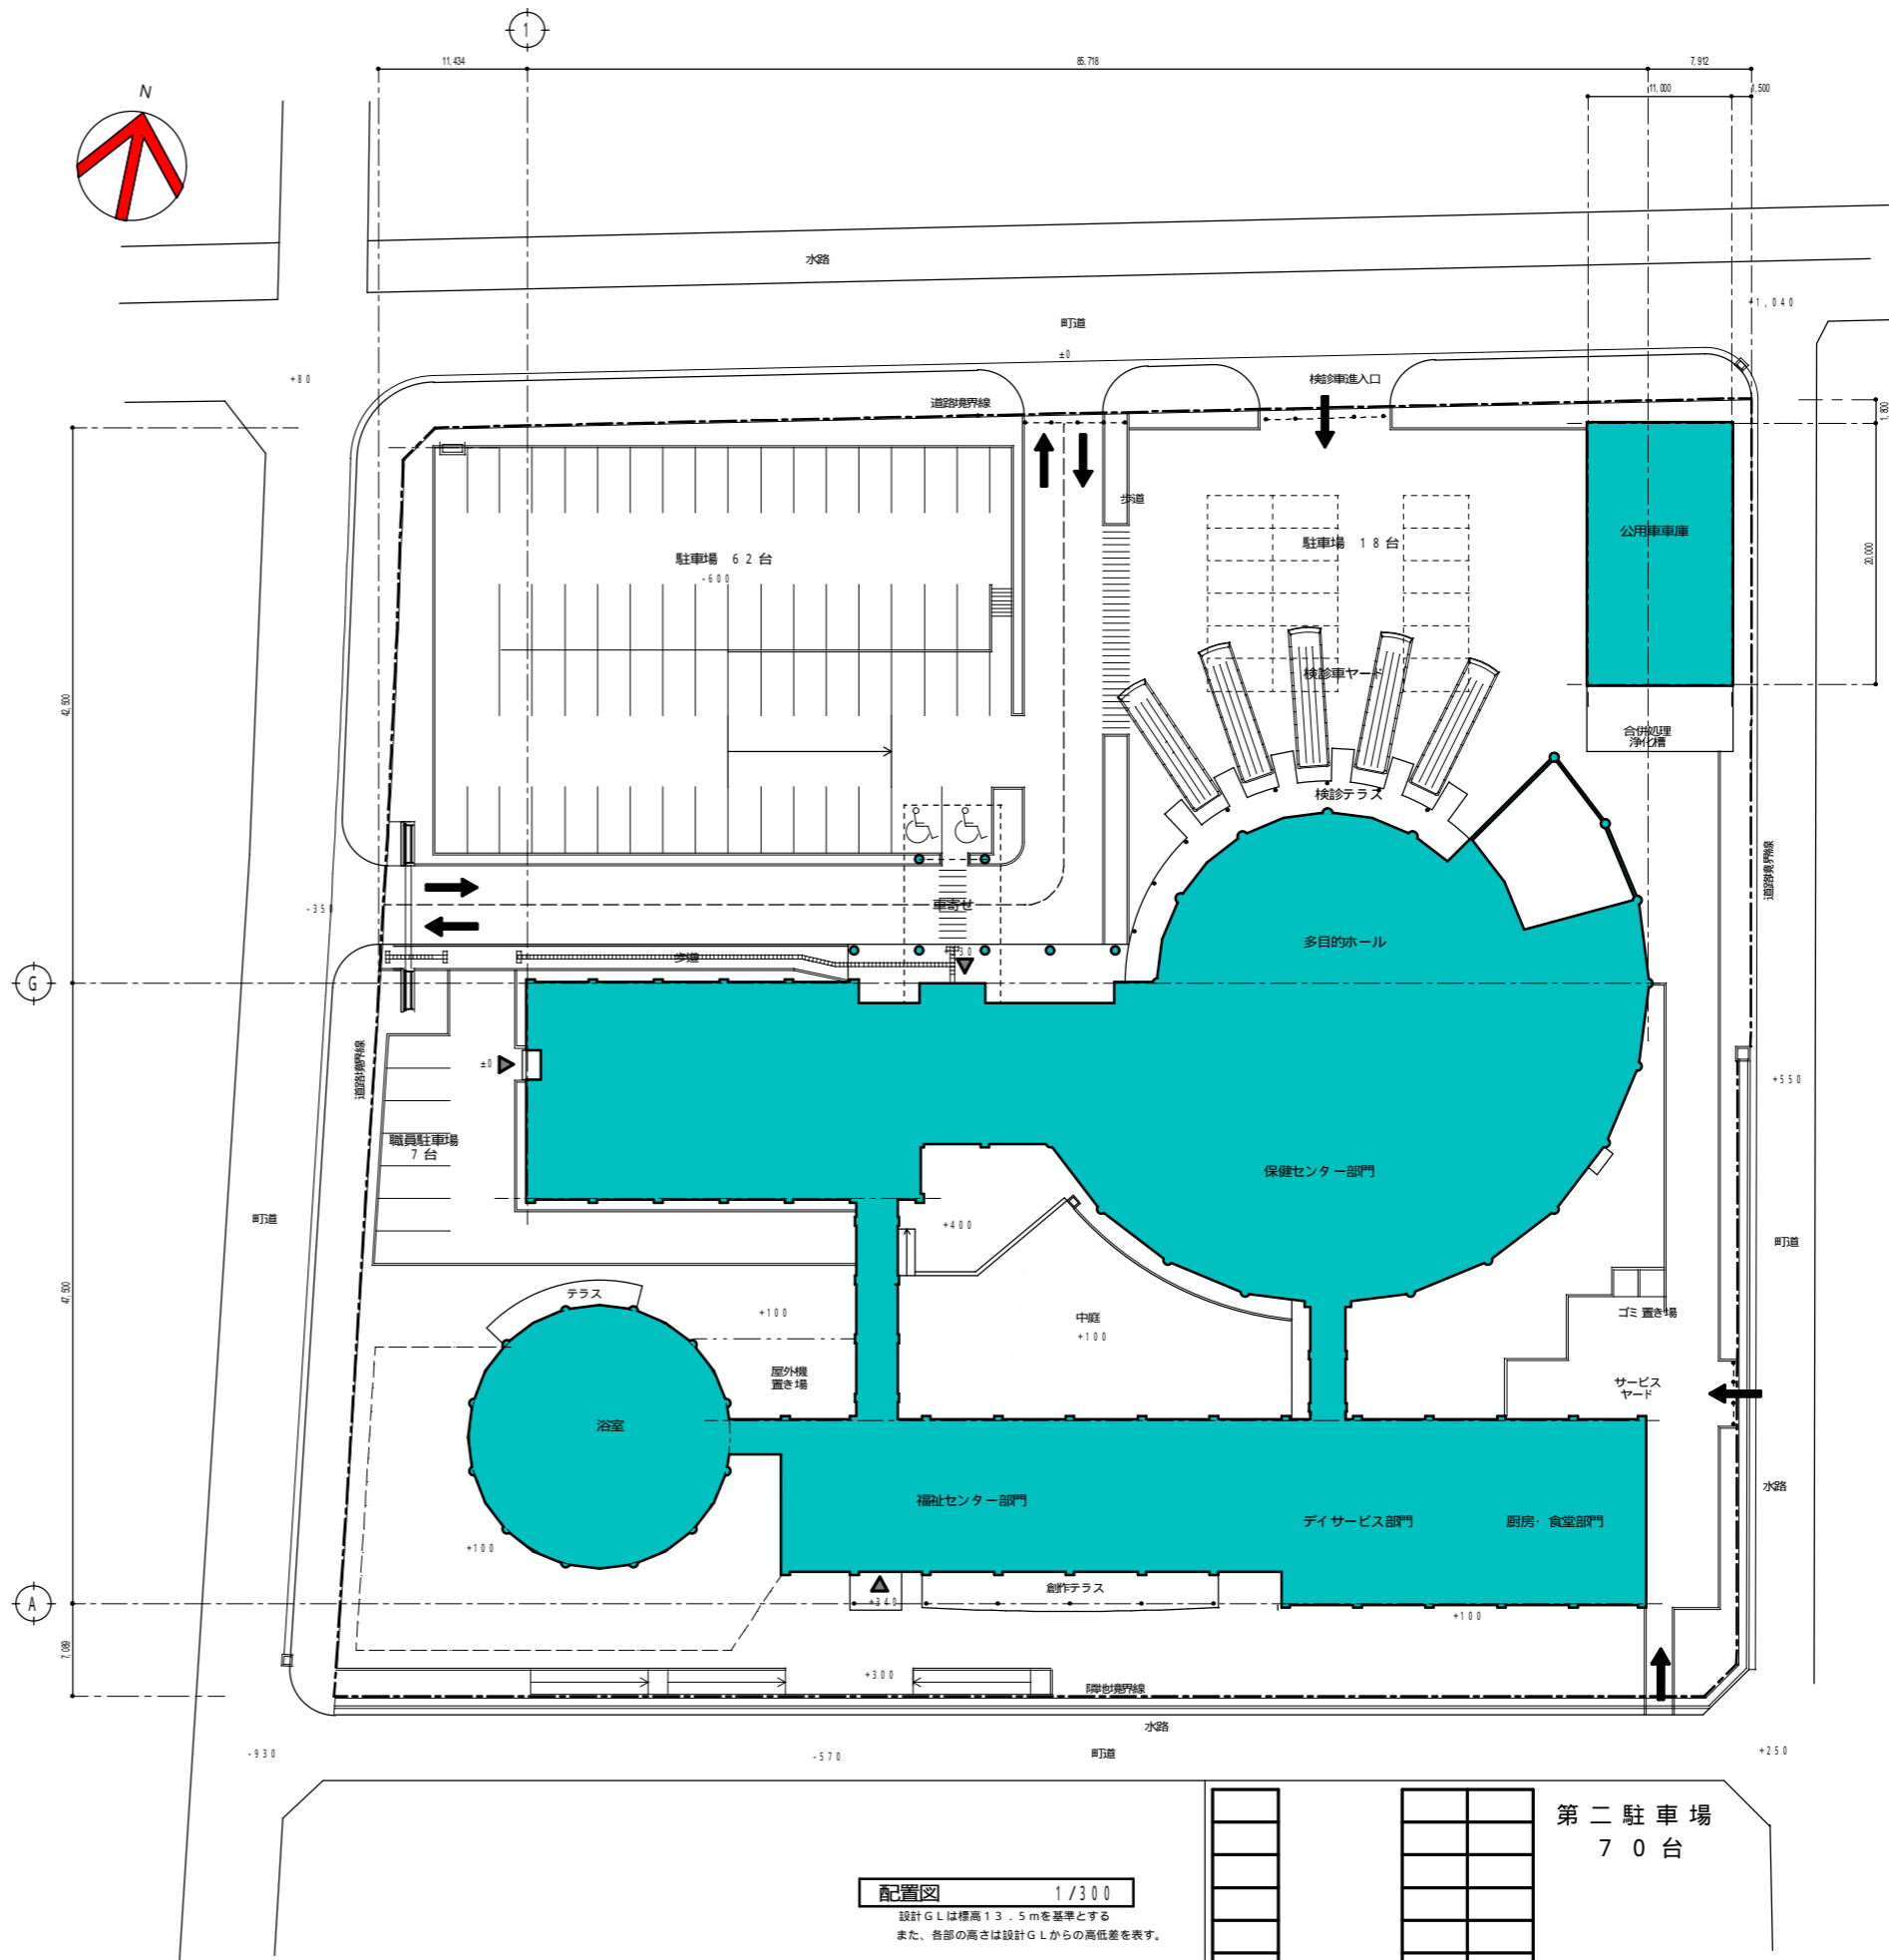 1
11,434
85,718
7,912
11,000
1,500
N
水路
+1,040
町道
±0
+80
検診車進入口
道路境界線
1,800
歩道
公用車車庫
駐車場 18台
駐車場 62台
-600
20,000
検診車ヤード
42,500
合併処理
浄化槽
検診テラス
道路境界線
-350
車寄せ
多目的ホール
+30
歩道
G
±0
道路境界線
+550
職員駐車場
7台
保健センター部門
町道
+400
町道
47,500
テラス
+100
中庭
+100
ゴミ置き場
屋外機
置き場
サービス
ヤード
浴室
水路
福祉センター部門
デイサービス部門
厨房・食堂部門
+100
創作テラス
A
+340
+100
7,089
+300
隣地境界線
水路
-930
-570
町道
+250
第二駐車場
70台
配置図 1/300
設計GLは標高13.5mを基準とする
また、各部の高さは設計GLからの高低差を表す。